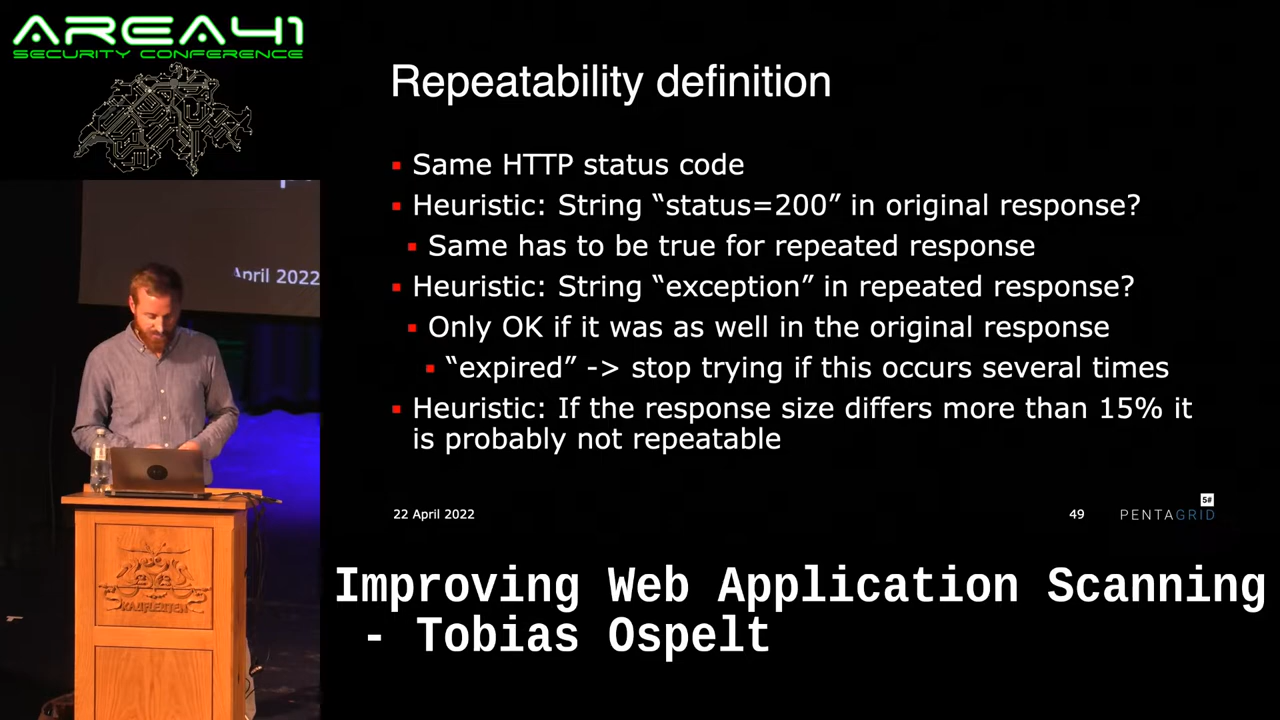 AREA41
SECURITY CONFERENCE
Repeatability definition
Same HTTP status code
Heuristic: String “status=200” in original response?
Same has to be true for repeated response
Heuristic: String “exception” in repeated response?
Only OK if it was as well in the original response
“expired” -> stop trying if this occurs several times
Heuristic: If the response size differs more than 15% it
is probably not repeatable
April 2022
22 April 2022
49
5#
PENTAGRID
KAUFLEUTEN
Improving Web Application Scanning
- Tobias Ospelt